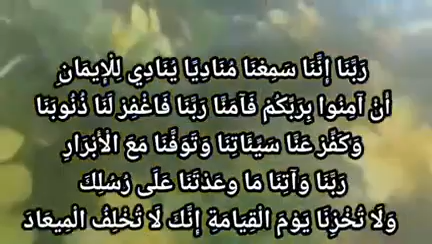 رَبَّنَا إِنَّنَا سَمِعْنَا مُنَادِيًا يُنَادِي لِلْإِيمَانِ
أَنْ آمِنُوا بِرَبِّكُمْ فَآمَنَّا رَبَّنَا فَاغْفِرْ لَنَا ذُنُوبَنَا
وَكَفِّرْ عَنَّا سَيِّئَاتِنَا وَتَوَفَّنَا مَعَ الْأَبْرَارِ
رَبَّنَا وَآتِنَا مَا وَعَدْتَنَا عَلَى رُسُلِكَ
وَلَا تُخْزِنَا يَوْمَ الْقِيَامَةِ إِنَّكَ لَا تُخْلِفُ الْمِيعَادَ